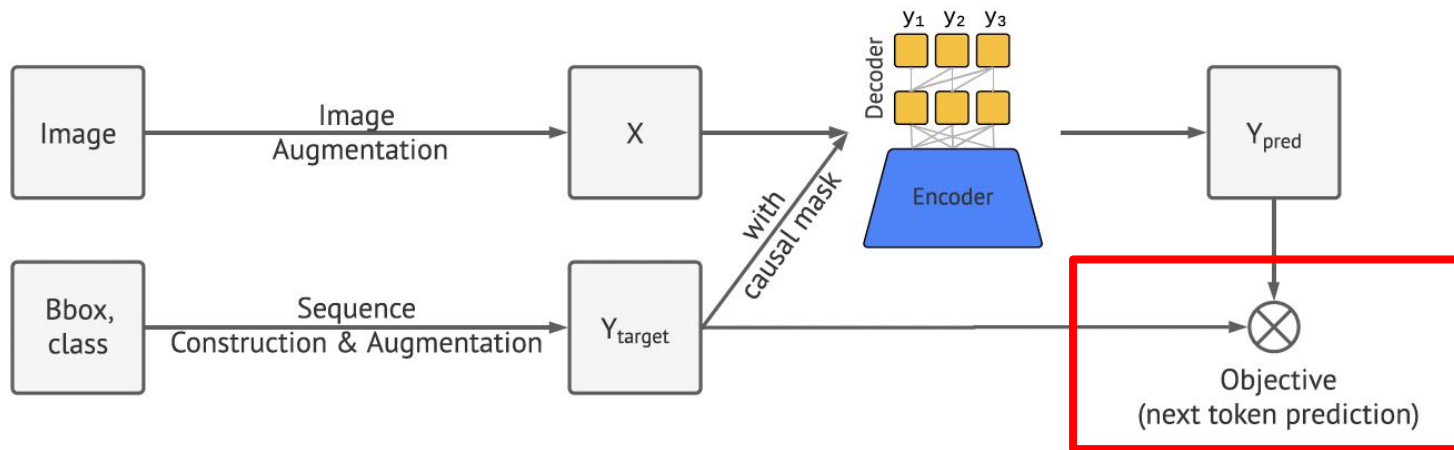 y₁ y₂ y₃
Decoder
Image
Image
Augmentation
X
Encoder
Y_pred
with
causal mask
Bbox,
class
Sequence
Construction & Augmentation
Y_target
Objective
(next token prediction)